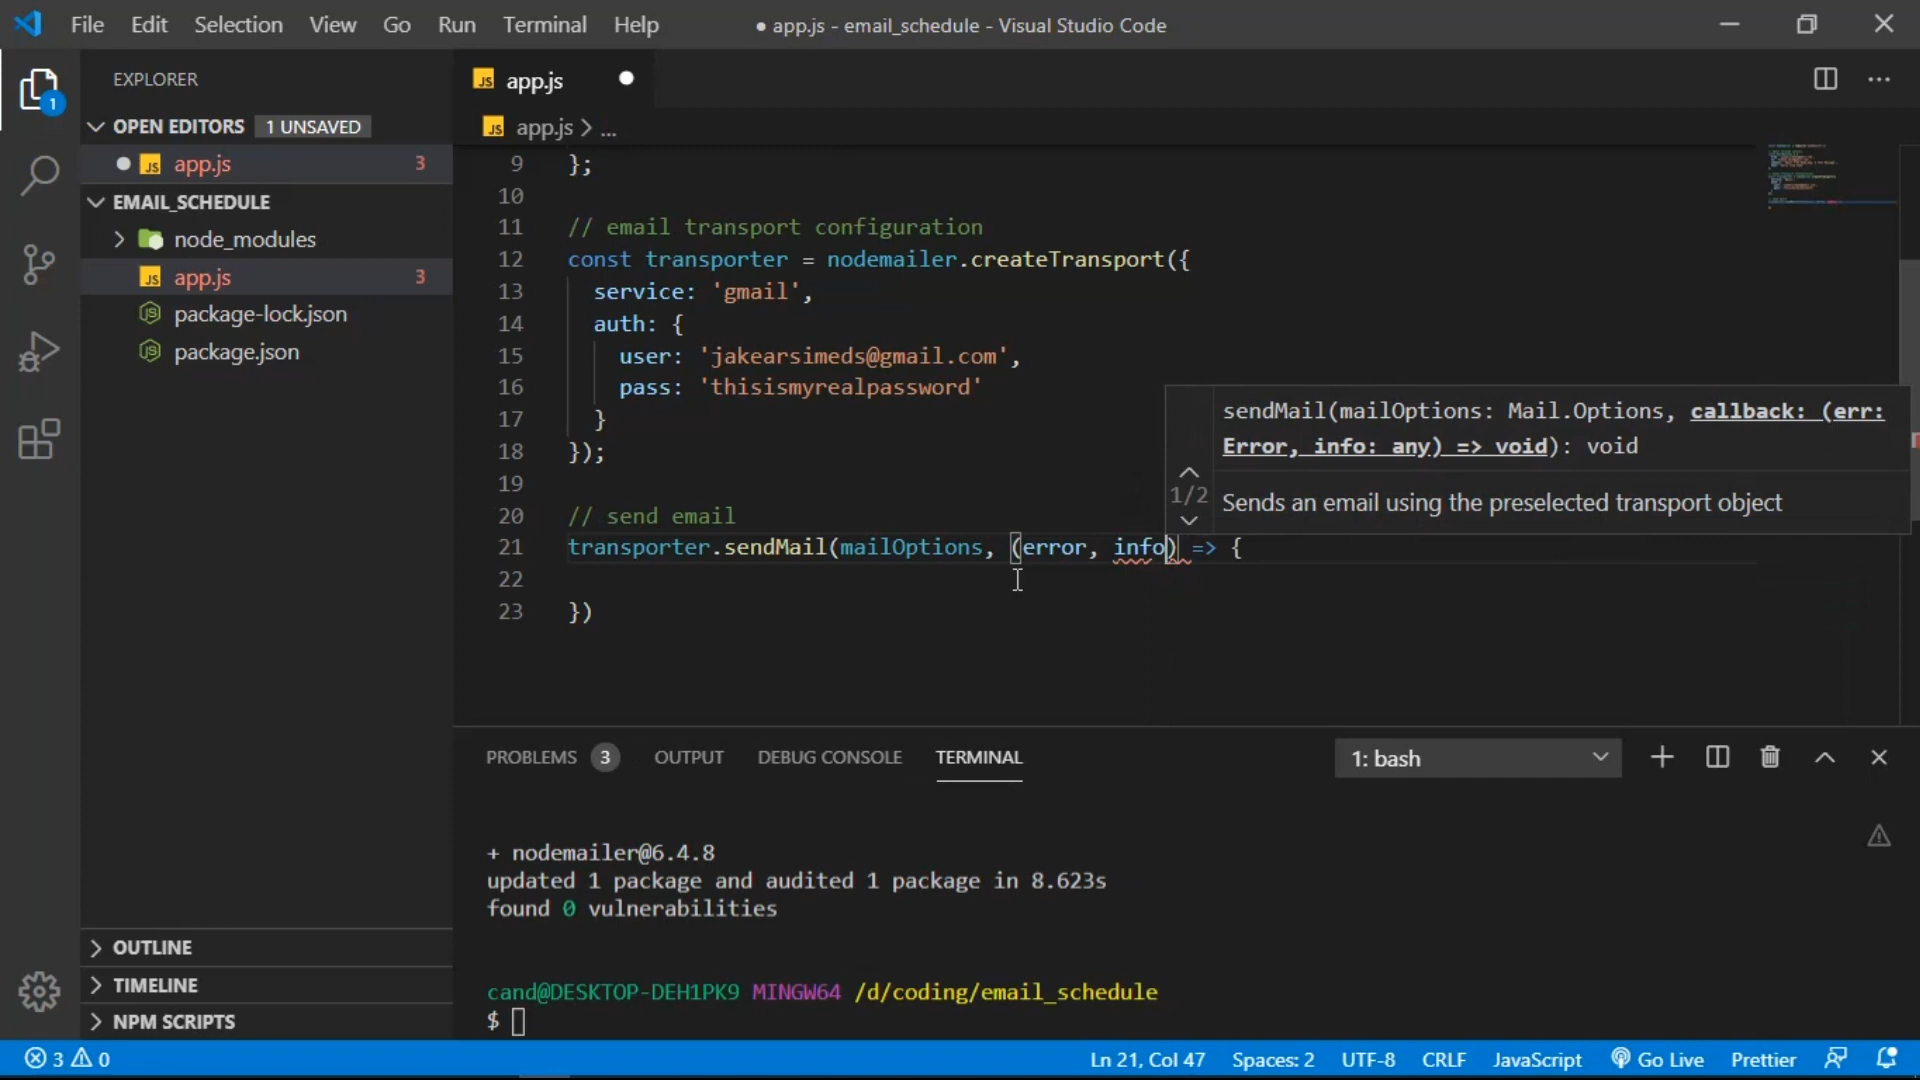 File Edit Selection View Go Run Terminal Help
● app.js - email_schedule - Visual Studio Code
1
EXPLORER
OPEN EDITORS 1 UNSAVED
JS app.js 3
EMAIL_SCHEDULE
node_modules
JS app.js 3
package-lock.json
package.json
OUTLINE
TIMELINE
NPM SCRIPTS
JS app.js
JS app.js > ...
9 };
10
11 // email transport configuration
12 const transporter = nodemailer.createTransport({
13 service: 'gmail',
14 auth: {
15 user: 'jakearsimeds@gmail.com',
16 pass: 'thisismyrealpassword'
17 }
18 });
19
20 // send email
21 transporter.sendMail(mailOptions, (error, info) => {
22
23 })
sendMail(mailOptions: Mail.Options, callback: (err:
Error, info: any) => void): void
1/2
Sends an email using the preselected transport object
PROBLEMS 3 OUTPUT DEBUG CONSOLE TERMINAL
1: bash
+ nodemailer@6.4.8
updated 1 package and audited 1 package in 8.623s
found 0 vulnerabilities
cand@DESKTOP-DEH1PK9 MINGW64 /d/coding/email_schedule
$
3 0
Ln 21, Col 47 Spaces: 2 UTF-8 CRLF JavaScript Go Live Prettier